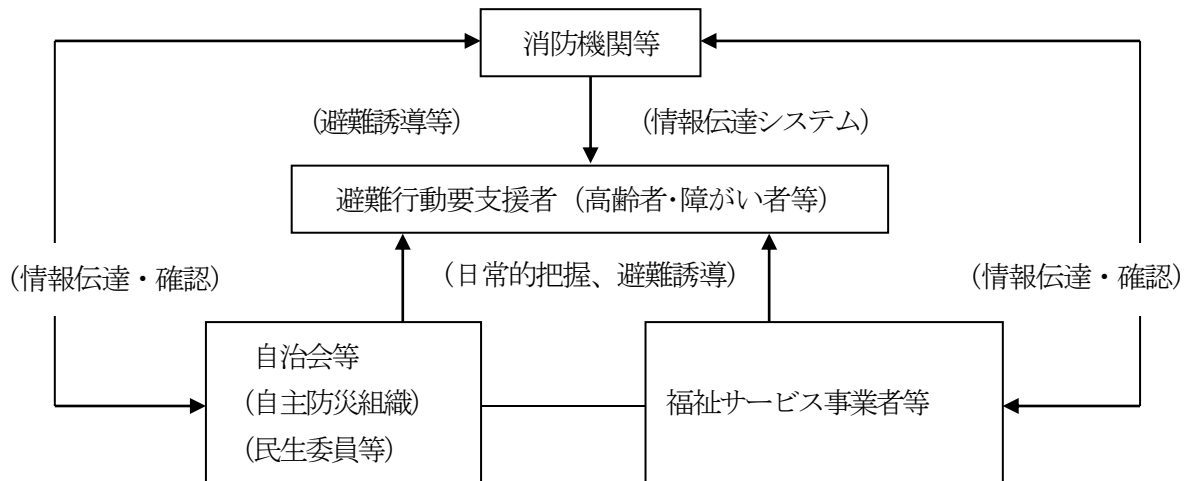 消防機関等
(避難誘導等)
(情報伝達システム)
避難行動要支援者(高齢者・障がい者等)
(情報伝達・確認)
(日常的把握、避難誘導)
(情報伝達・確認)
自治会等
(自主防災組織)
(民生委員等)
福祉サービス事業者等